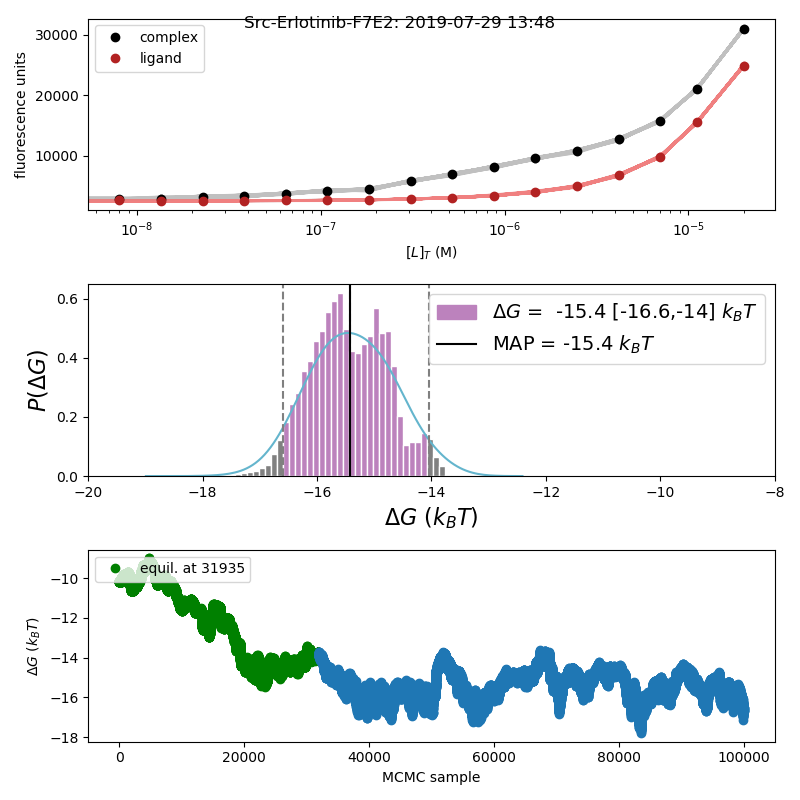 Src-Erlotinib-F7E2: 2019-07-29 13:48
complex
ligand
fluorescence units
30000
20000
10000
10⁻⁸ 10⁻⁷ 10⁻⁶ 10⁻⁵
[L]_T (M)
ΔG = -15.4 [-16.6,-14] k_BT
MAP = -15.4 k_BT
P(ΔG)
0.6
0.4
0.2
0.0
−20 −18 −16 −14 −12 −10 −8
ΔG (k_BT)
equil. at 31935
ΔG (k_BT)
−10
−12
−14
−16
−18
0 20000 40000 60000 80000 100000
MCMC sample